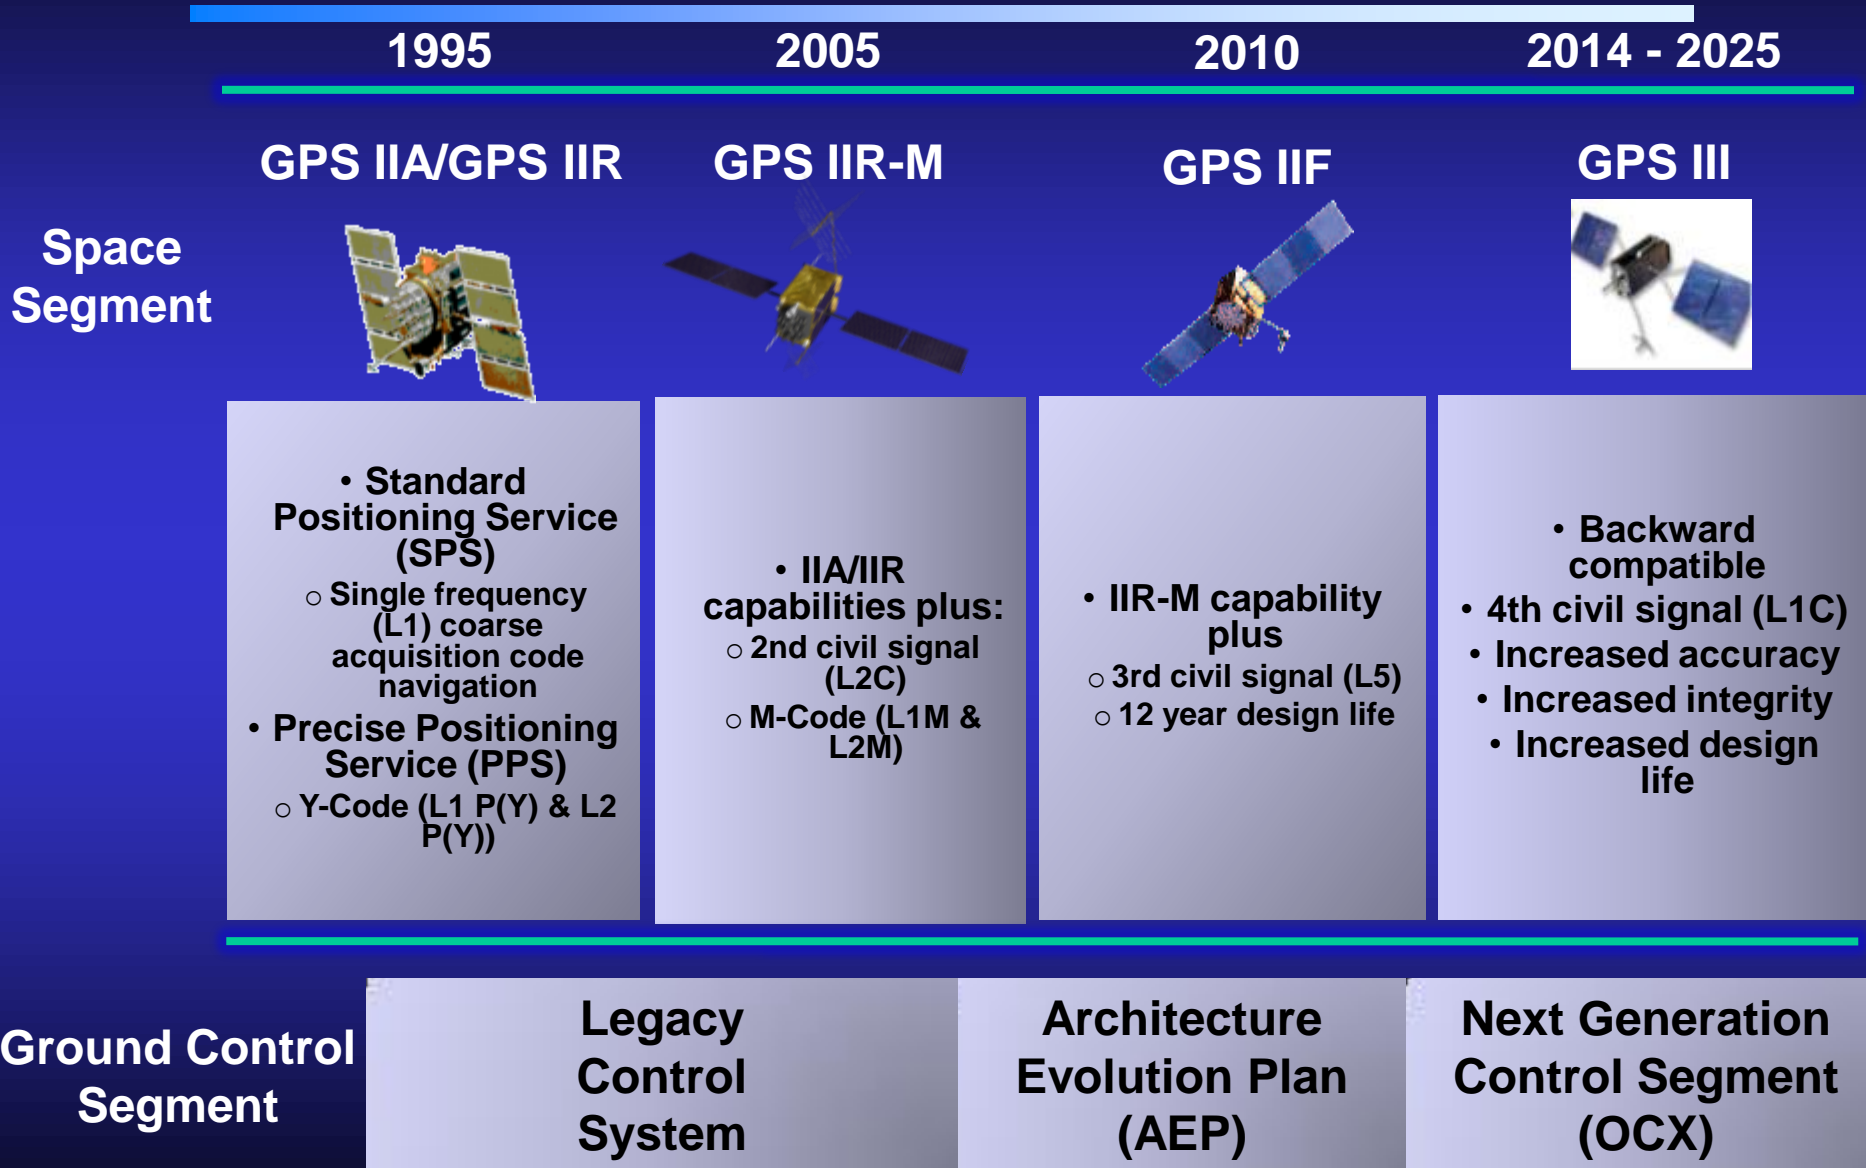 1995
2005
2010
2014 - 2025
GPS IIA/GPS IIR
GPS IIR-M
GPS IIF
GPS III
Space
Segment
• Standard
Positioning Service
(SPS)
o Single frequency
(L1) coarse
acquisition code
navigation
• Precise Positioning
Service (PPS)
o Y-Code (L1 P(Y) & L2
P(Y))
• IIA/IIR
capabilities plus:
o 2nd civil signal
(L2C)
o M-Code (L1M &
L2M)
• IIR-M capability
plus
o 3rd civil signal (L5)
o 12 year design life
• Backward
compatible
• 4th civil signal (L1C)
• Increased accuracy
• Increased integrity
• Increased design
life
Ground Control
Segment
Legacy
Control
System
Architecture
Evolution Plan
(AEP)
Next Generation
Control Segment
(OCX)